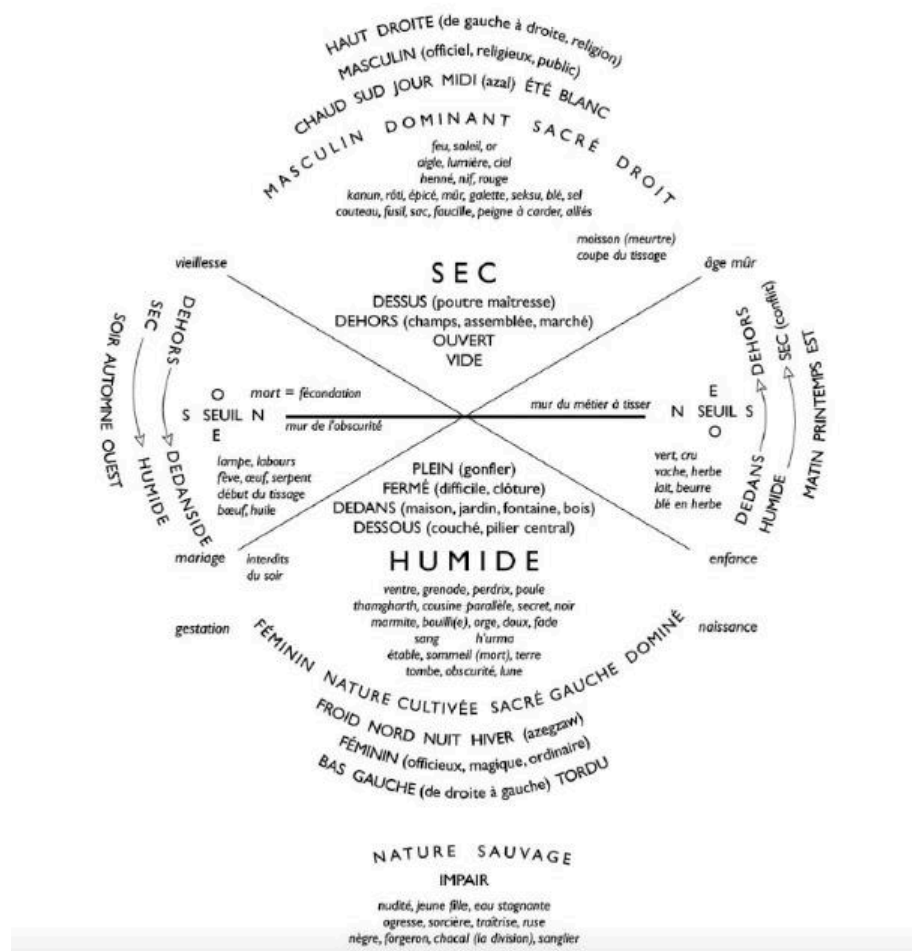 HAUT DROITE (de gauche à droite, religion)
MASCULIN (officiel, religieux, public)
CHAUD SUD JOUR MIDI (azal) ÉTÉ BLANC
MASCULIN DOMINANT SACRÉ DROIT
feu, soleil, or
aigle, lumière, ciel
henné, nif, rouge
kanun, rôti, épicé, mûr, galette, seksu, blé, sel
couteau, fusil, soc, faucille, peigne à carder, alliés
moisson (meurtre)
coupe du tissage
vieillesse
âge mûr
SEC
DESSUS (poutre maîtresse)
DEHORS (champs, assemblée, marché)
OUVERT
VIDE
SOIR AUTOMNE OUEST
SEC
HUMIDE
DEHORS
DEDANSIDE
O
S SEUIL N
E
mort = fécondation
mur de l'obscurité
mur du métier à tisser
E
N SEUIL S
O
DEDANS
DEHORS
HUMIDE
SEC (conflit)
MATIN PRINTEMPS EST
lampe, labours
fève, œuf, serpent
début du tissage
bœuf, huile
vert, cru
vache, herbe
lait, beurre
blé en herbe
PLEIN (gonfler)
FERMÉ (difficile, clôture)
DEDANS (maison, jardin, fontaine, bois)
DESSOUS (couché, pilier central)
HUMIDE
mariage
interdits
du soir
enfance
ventre, grenade, perdrix, poule
thamgharth, cousine parallèle, secret, noir
marmite, bouilli(e), orge, doux, fade
sang h'urma
étable, sommeil (mort), terre
tombe, obscurité, lune
gestation
naissance
FÉMININ NATURE CULTIVÉE SACRÉ GAUCHE DOMINÉ
FROID NORD NUIT HIVER (azegzaw)
FÉMININ (officieux, magique, ordinaire)
BAS GAUCHE (de droite à gauche) TORDU
NATURE SAUVAGE
IMPAIR
nudité, jeune fille, eau stagnante
ogresse, sorcière, traîtrise, ruse
nègre, forgeron, chacal (la division), sanglier